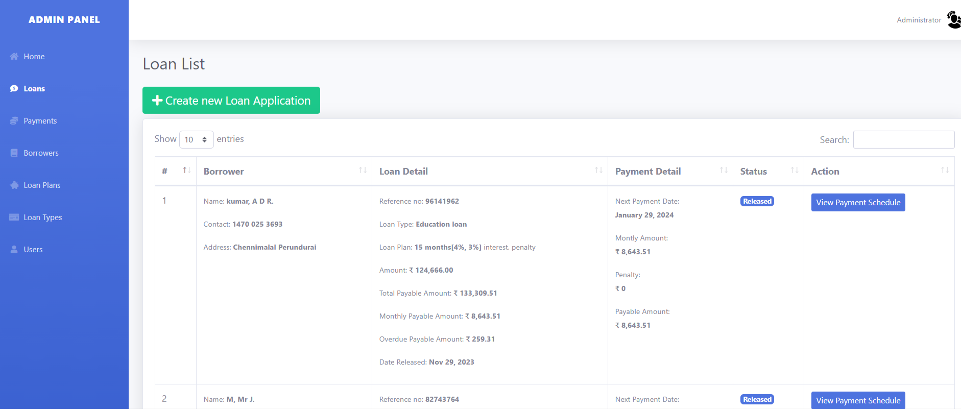 ADMIN PANEL
Administrator
Home
Loans
Payments
Borrowers
Loan Plans
Loan Types
Users
Loan List
Create new Loan Application
Show 10 entries
Search:
# Borrower Loan Detail Payment Detail Status Action
1
Name: kumar, A D R.
Contact: 1470 025 3693
Address: Chennimalal Perundurai
Reference no: 96141962
Loan Type: Education loan
Loan Plan: 15 months[4%, 3%] interest, penalty
Amount: ₹ 124,666.00
Total Payable Amount: ₹ 133,309.51
Monthly Payable Amount: ₹ 8,643.51
Overdue Payable Amount: ₹ 259.31
Date Released: Nov 29, 2023
Next Payment Date:
January 29, 2024
Montly Amount:
₹ 8,643.51
Penalty:
₹ 0
Payable Amount:
₹ 8,643.51
Released
View Payment Schedule
2
Name: M, Mr J.
Reference no: 82743764
Next Payment Date:
Released
View Payment Schedule